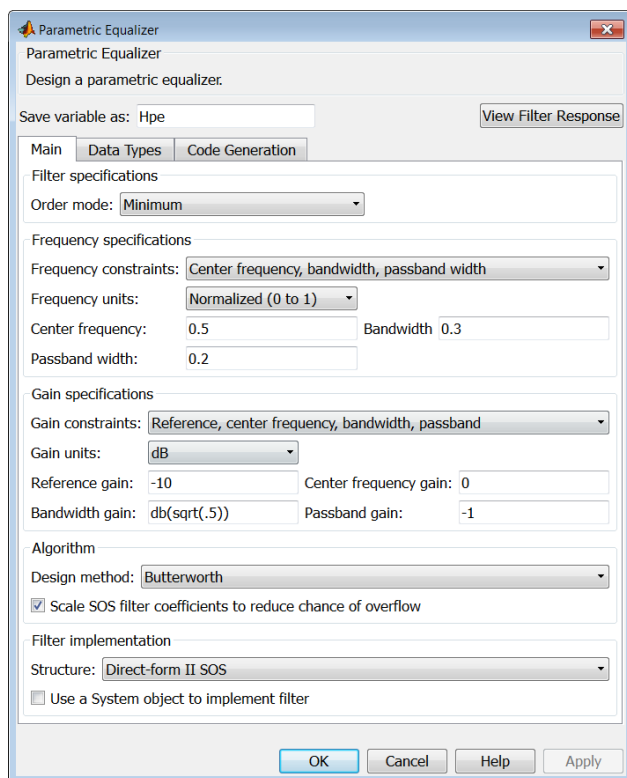 Parametric Equalizer
Parametric Equalizer
Design a parametric equalizer.
Save variable as: Hpe View Filter Response
Main Data Types Code Generation
Filter specifications
Order mode: Minimum
Frequency specifications
Frequency constraints: Center frequency, bandwidth, passband width
Frequency units: Normalized (0 to 1)
Center frequency: 0.5 Bandwidth 0.3
Passband width: 0.2
Gain specifications
Gain constraints: Reference, center frequency, bandwidth, passband
Gain units: dB
Reference gain: -10 Center frequency gain: 0
Bandwidth gain: db(sqrt(.5)) Passband gain: -1
Algorithm
Design method: Butterworth
Scale SOS filter coefficients to reduce chance of overflow
Filter implementation
Structure: Direct-form II SOS
Use a System object to implement filter
OK Cancel Help Apply